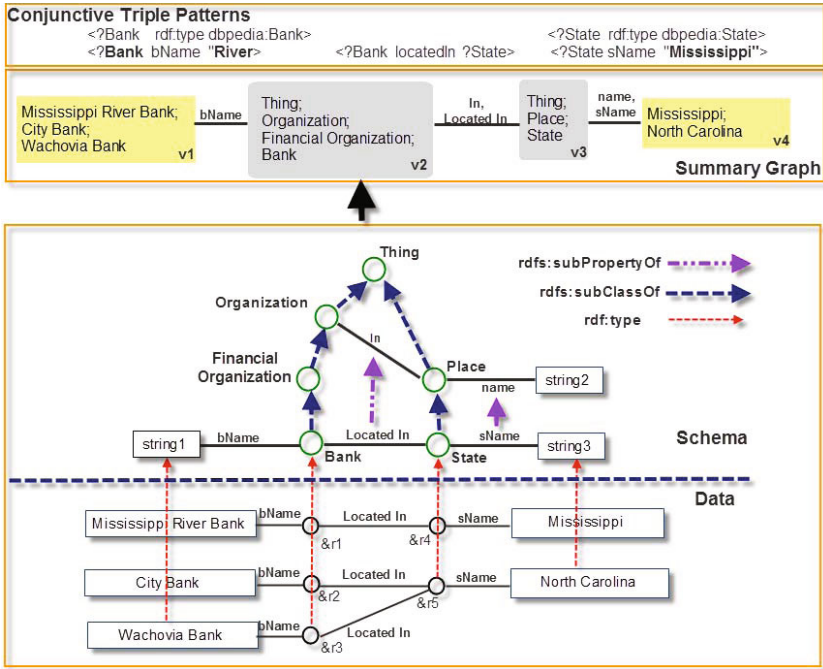 Conjunctive Triple Patterns
<?Bank rdf:type dbpedia:Bank> <?State rdf:type dbpedia:State>
<?Bank bName "River> <?Bank locatedIn ?State> <?State sName "Mississippi">
Mississippi River Bank;
City Bank;
Wachovia Bank
v1
bName
Thing;
Organization;
Financial Organization;
Bank
v2
In,
Located In
Thing;
Place;
State
v3
name,
sName
Mississippi;
North Carolina
v4
Summary Graph
Thing
rdfs:subPropertyOf
rdfs:subClassOf
rdf:type
Organization
In
Financial
Organization
Place
name
string2
string1
bName
Bank
Located In
State
sName
string3
Schema
Data
Mississippi River Bank
bName
&r1
Located In
&r4
sName
Mississippi
City Bank
bName
&r2
Located In
&r5
sName
North Carolina
Wachovia Bank
bName
&r3
Located In